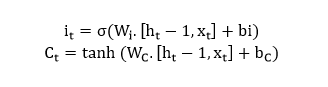 iₜ = σ(Wᵢ. [hₜ − 1, xₜ] + bi)
Cₜ = tanh (W_C. [hₜ − 1, xₜ] + b_C)